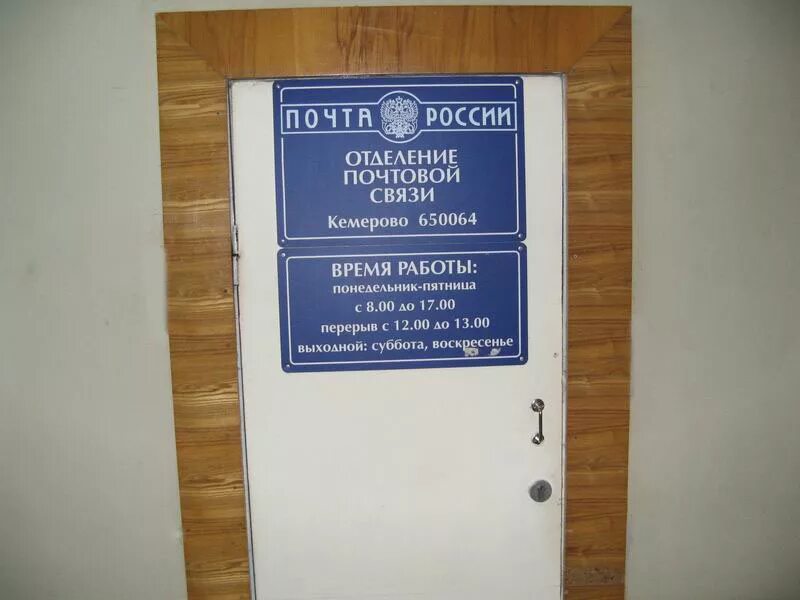 ПОЧТА РОССИИ
ОТДЕЛЕНИЕ
ПОЧТОВОЙ
СВЯЗИ
Кемерово 650064
ВРЕМЯ РАБОТЫ:
понедельник-пятница
с 8.00 до 17.00
перерыв с 12.00 до 13.00
выходной: суббота, воскресенье